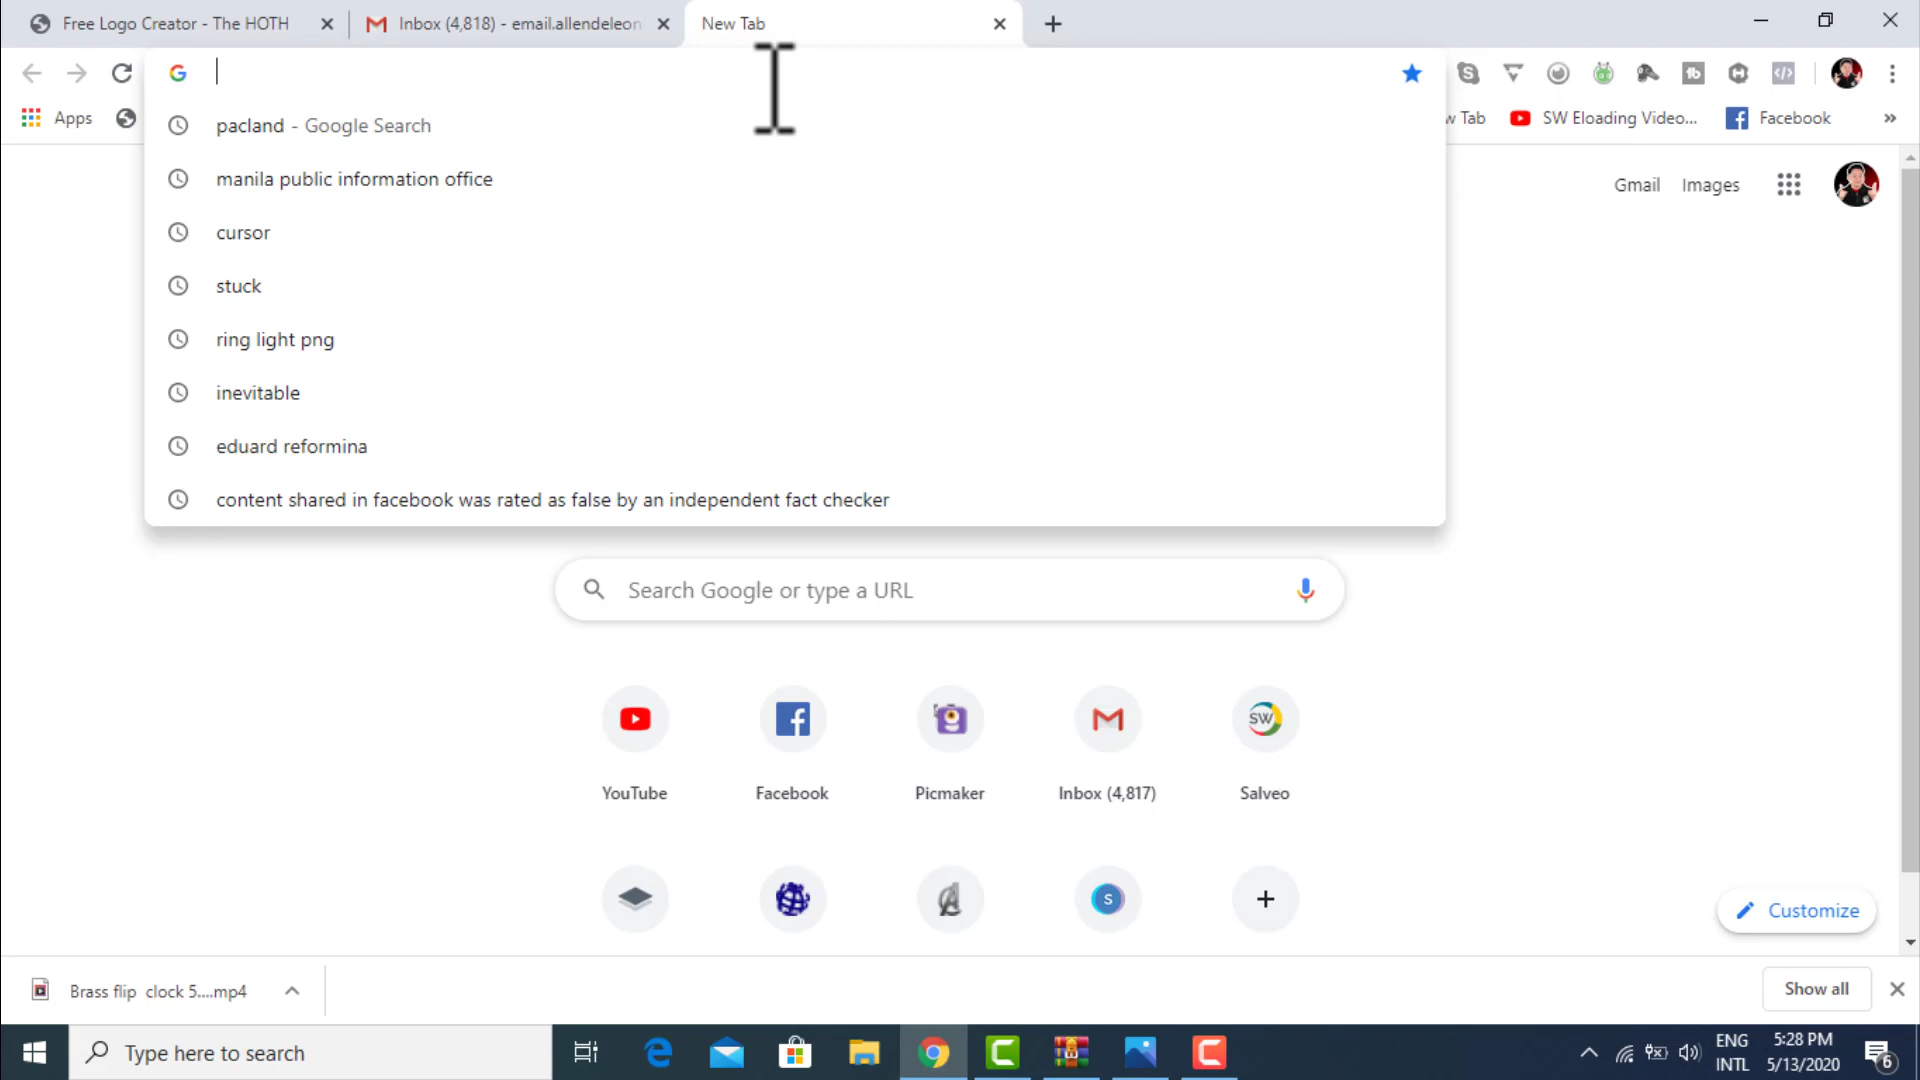 Free Logo Creator - The HOTH
Inbox (4,818) - email.allendeleon
New Tab
Apps
w Tab
SW Eloading Video...
Facebook
»
pacland - Google Search
manila public information office
cursor
stuck
ring light png
inevitable
eduard reformina
content shared in facebook was rated as false by an independent fact checker
Gmail
Images
Search Google or type a URL
SW
YouTube
Facebook
Picmaker
Inbox (4,817)
Salveo
S
Customize
Brass flip clock 5....mp4
Show all
Type here to search
ENG
INTL
5:28 PM
5/13/2020
6